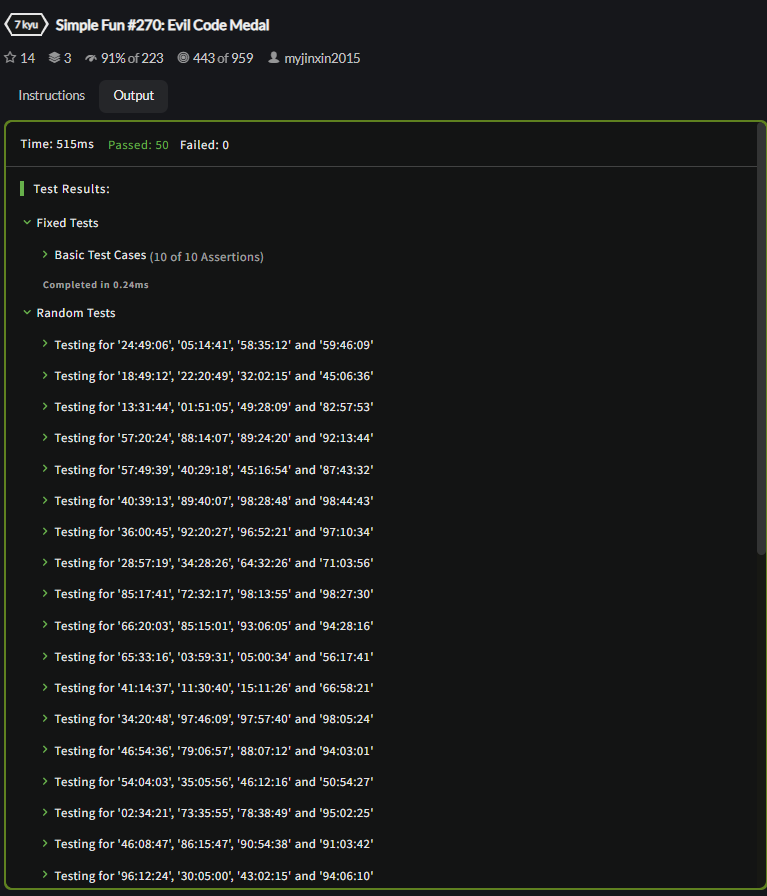 7 kyu Simple Fun #270: Evil Code Medal
14 3 91% of 223 443 of 959 myjinxin2015
Instructions Output
Time: 515ms Passed: 50 Failed: 0
Test Results:
Fixed Tests
Basic Test Cases (10 of 10 Assertions)
Completed in 0.24ms
Random Tests
Testing for '24:49:06', '05:14:41', '58:35:12' and '59:46:09'
Testing for '18:49:12', '22:20:49', '32:02:15' and '45:06:36'
Testing for '13:31:44', '01:51:05', '49:28:09' and '82:57:53'
Testing for '57:20:24', '88:14:07', '89:24:20' and '92:13:44'
Testing for '57:49:39', '40:29:18', '45:16:54' and '87:43:32'
Testing for '40:39:13', '89:40:07', '98:28:48' and '98:44:43'
Testing for '36:00:45', '92:20:27', '96:52:21' and '97:10:34'
Testing for '28:57:19', '34:28:26', '64:32:26' and '71:03:56'
Testing for '85:17:41', '72:32:17', '98:13:55' and '98:27:30'
Testing for '66:20:03', '85:15:01', '93:06:05' and '94:28:16'
Testing for '65:33:16', '03:59:31', '05:00:34' and '56:17:41'
Testing for '41:14:37', '11:30:40', '15:11:26' and '66:58:21'
Testing for '34:20:48', '97:46:09', '97:57:40' and '98:05:24'
Testing for '46:54:36', '79:06:57', '88:07:12' and '94:03:01'
Testing for '54:04:03', '35:05:56', '46:12:16' and '50:54:27'
Testing for '02:34:21', '73:35:55', '78:38:49' and '95:02:25'
Testing for '46:08:47', '86:15:47', '90:54:38' and '91:03:42'
Testing for '96:12:24', '30:05:00', '43:02:15' and '94:06:10'